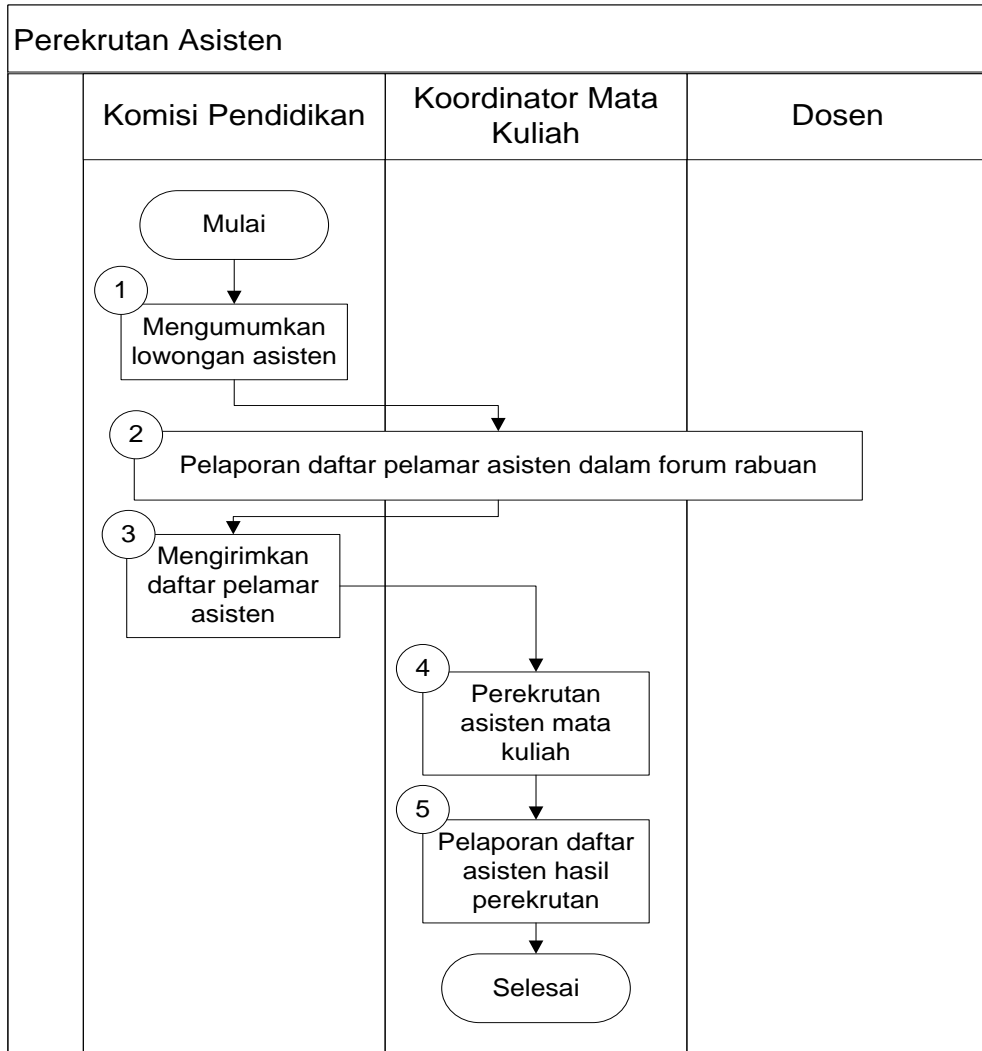 Perekrutan Asisten
Komisi Pendidikan
Koordinator Mata
Kuliah
Dosen
Mulai
1
Mengumumkan
lowongan asisten
2
Pelaporan daftar pelamar asisten dalam forum rabuan
3
Mengirimkan
daftar pelamar
asisten
4
Perekrutan
asisten mata
kuliah
5
Pelaporan daftar
asisten hasil
perekrutan
Selesai